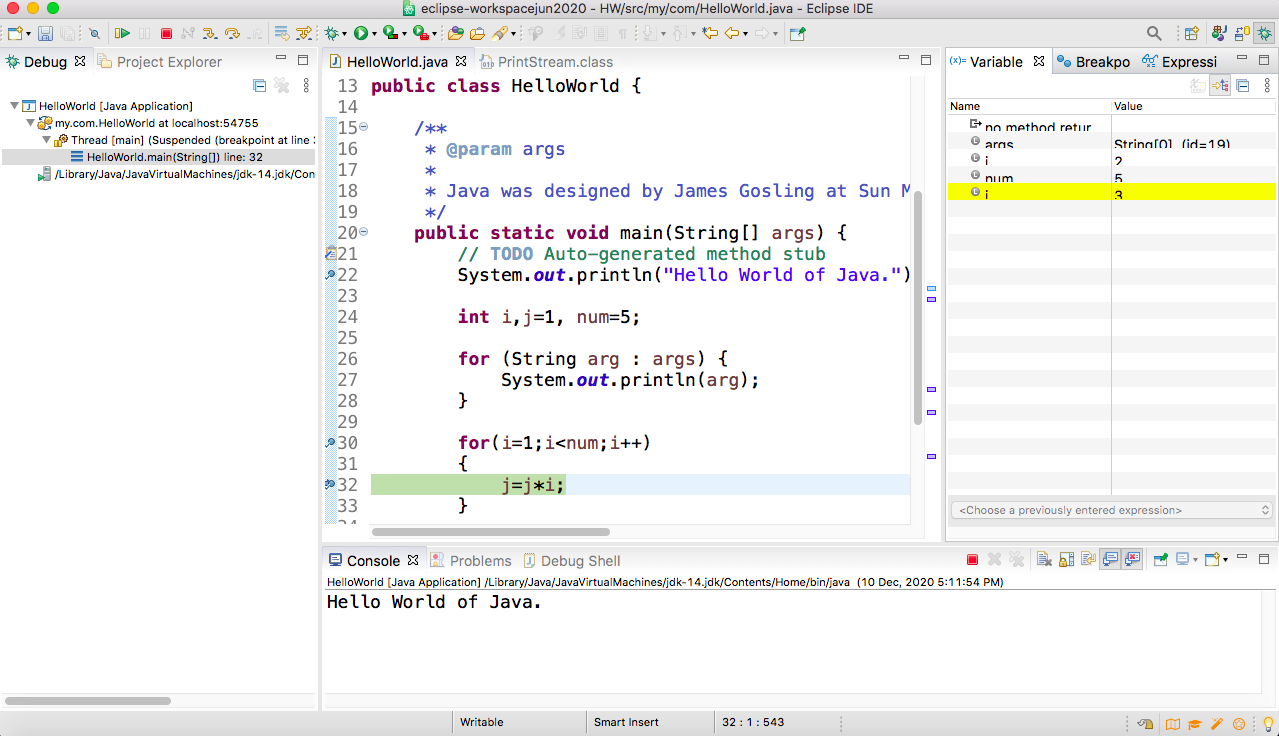 eclipse-workspacejun2020 - HW/src/my/com/HelloWorld.java - Eclipse IDE
Debug
Project Explorer
HelloWorld [Java Application]
my.com.HelloWorld at localhost:54755
Thread [main] (Suspended (breakpoint at line
HelloWorld.main(String[]) line: 32
/Library/Java/JavaVirtualMachines/jdk-14.jdk/Con
HelloWorld.java
PrintStream.class
13 public class HelloWorld {
14
15 /**
16 * @param args
17 *
18 * Java was designed by James Gosling at Sun M
19 */
20 public static void main(String[] args) {
21 // TODO Auto-generated method stub
22 System.out.println("Hello World of Java.")
23
24 int i,j=1, num=5;
25
26 for (String arg : args) {
27 System.out.println(arg);
28 }
29
30 for(i=1;i<num;i++)
31 {
32 j=j*i;
33 }
34
(x)= Variable
Breakpo
Expressi
Name Value
no method retur
args String[0] (id=19)
2
num 5
i 3
<Choose a previously entered expression>
Console
Problems
Debug Shell
HelloWorld [Java Application] /Library/Java/JavaVirtualMachines/jdk-14.jdk/Contents/Home/bin/java (10 Dec, 2020 5:11:54 PM)
Hello World of Java.
Writable
Smart Insert
32 : 1 : 543